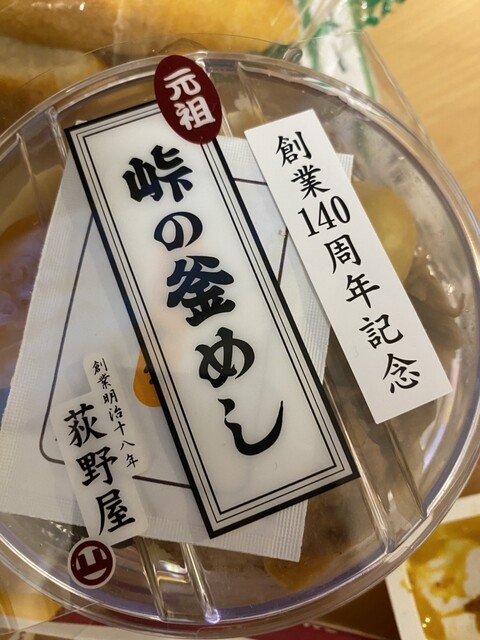 元祖
峠の釜めし
創業140周年記念
創業明治十八年
荻野屋